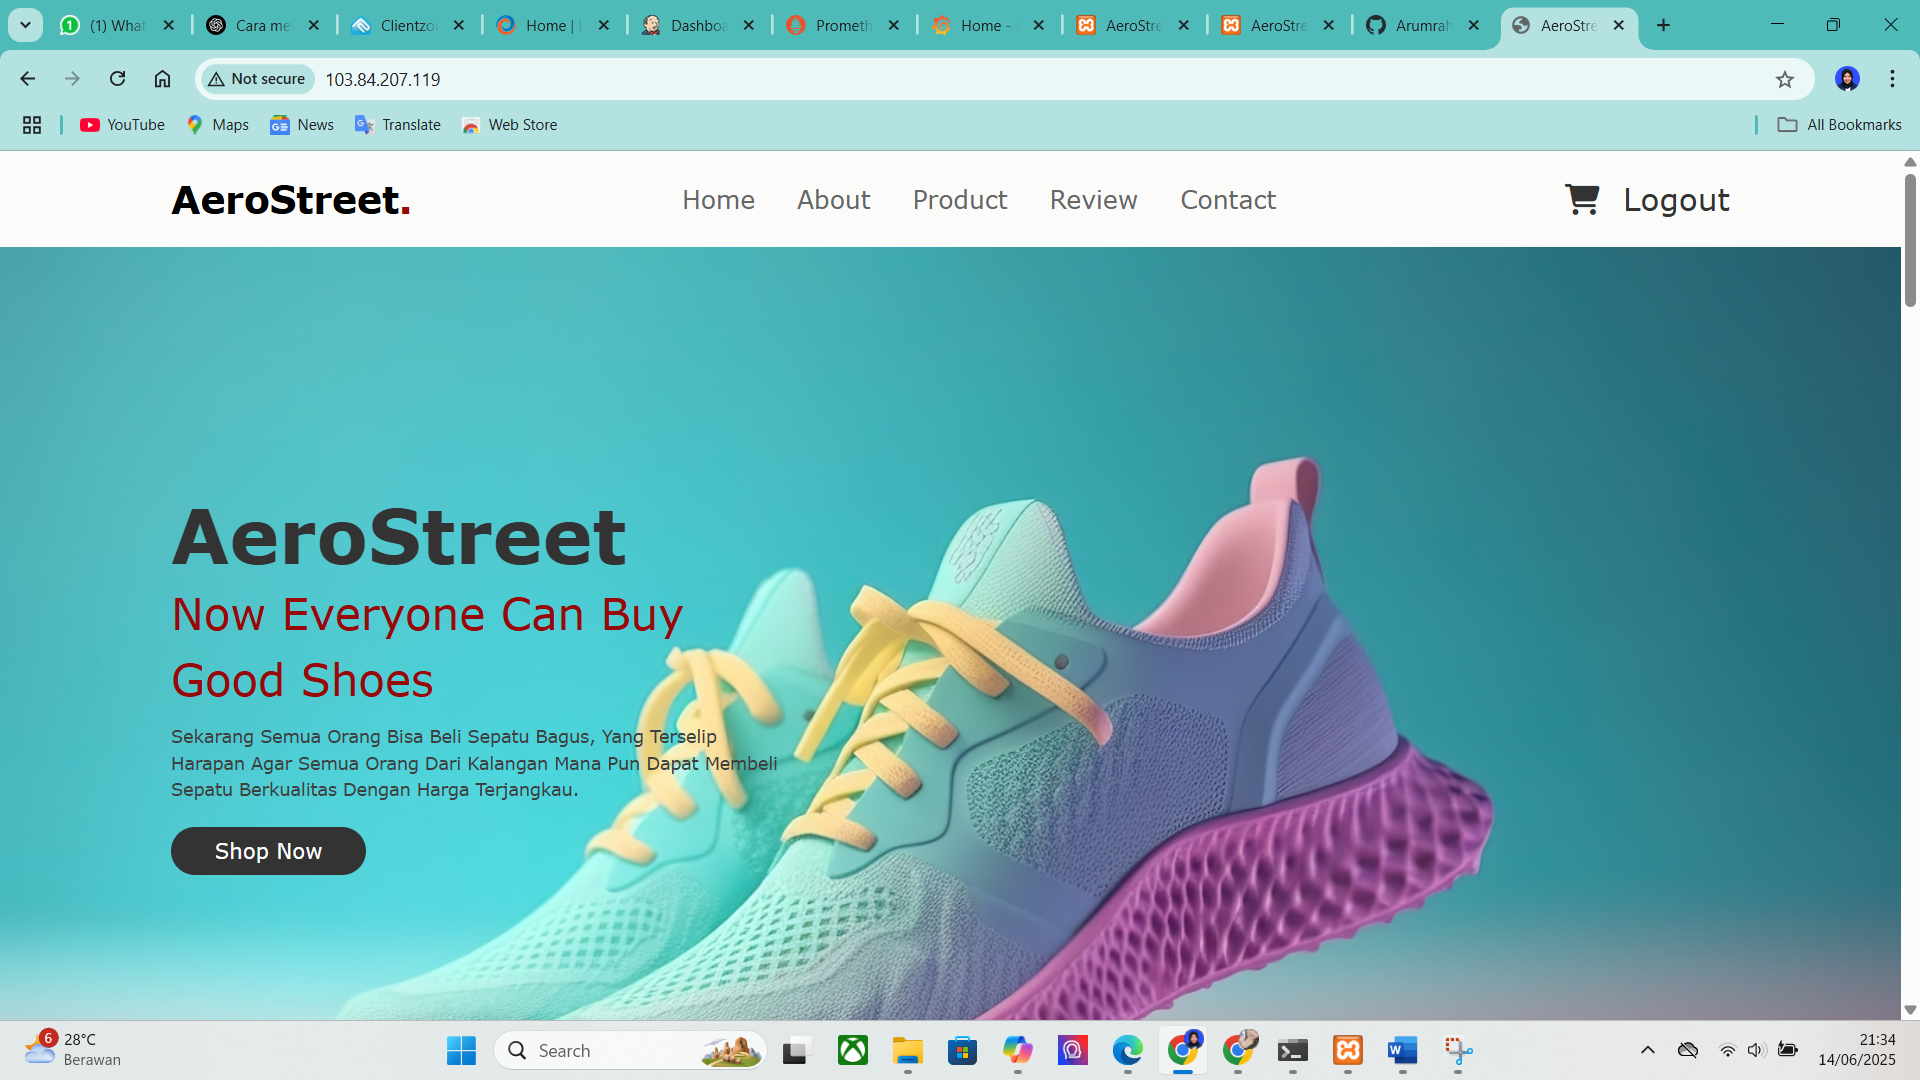 (1) What
Cara me
Clientzo
Home |
Dashboa
Prometh
Home -
AeroStre
AeroStre
Arumrah
AeroStre
Not secure
103.84.207.119
YouTube
Maps
News
Translate
Web Store
All Bookmarks
AeroStreet.
Home
About
Product
Review
Contact
Logout
AeroStreet
Now Everyone Can Buy
Good Shoes
Sekarang Semua Orang Bisa Beli Sepatu Bagus, Yang Terselip
Harapan Agar Semua Orang Dari Kalangan Mana Pun Dapat Membeli
Sepatu Berkualitas Dengan Harga Terjangkau.
Shop Now
6
28°C
Berawan
Search
21:34
14/06/2025